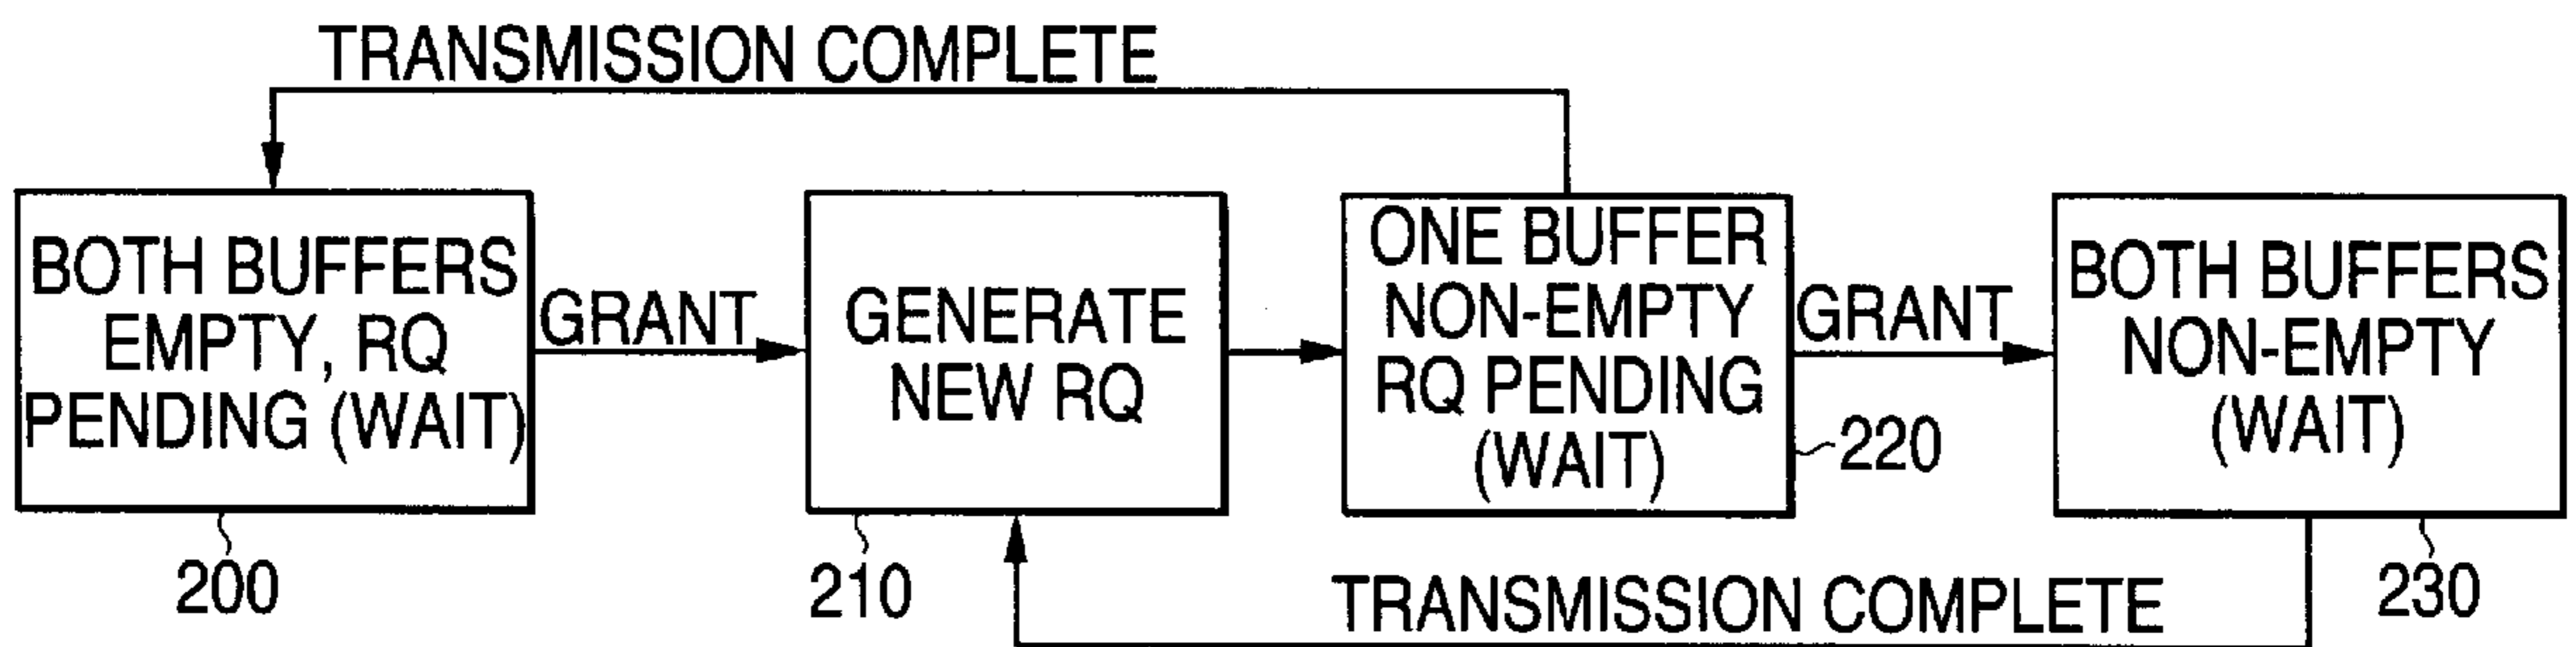 TRANSMISSION COMPLETE
BOTH BUFFERS
EMPTY, RQ
PENDING (WAIT)
200
GRANT
GENERATE
NEW RQ
210
ONE BUFFER
NON-EMPTY
RQ PENDING
(WAIT)
220
GRANT
BOTH BUFFERS
NON-EMPTY
(WAIT)
230
TRANSMISSION COMPLETE